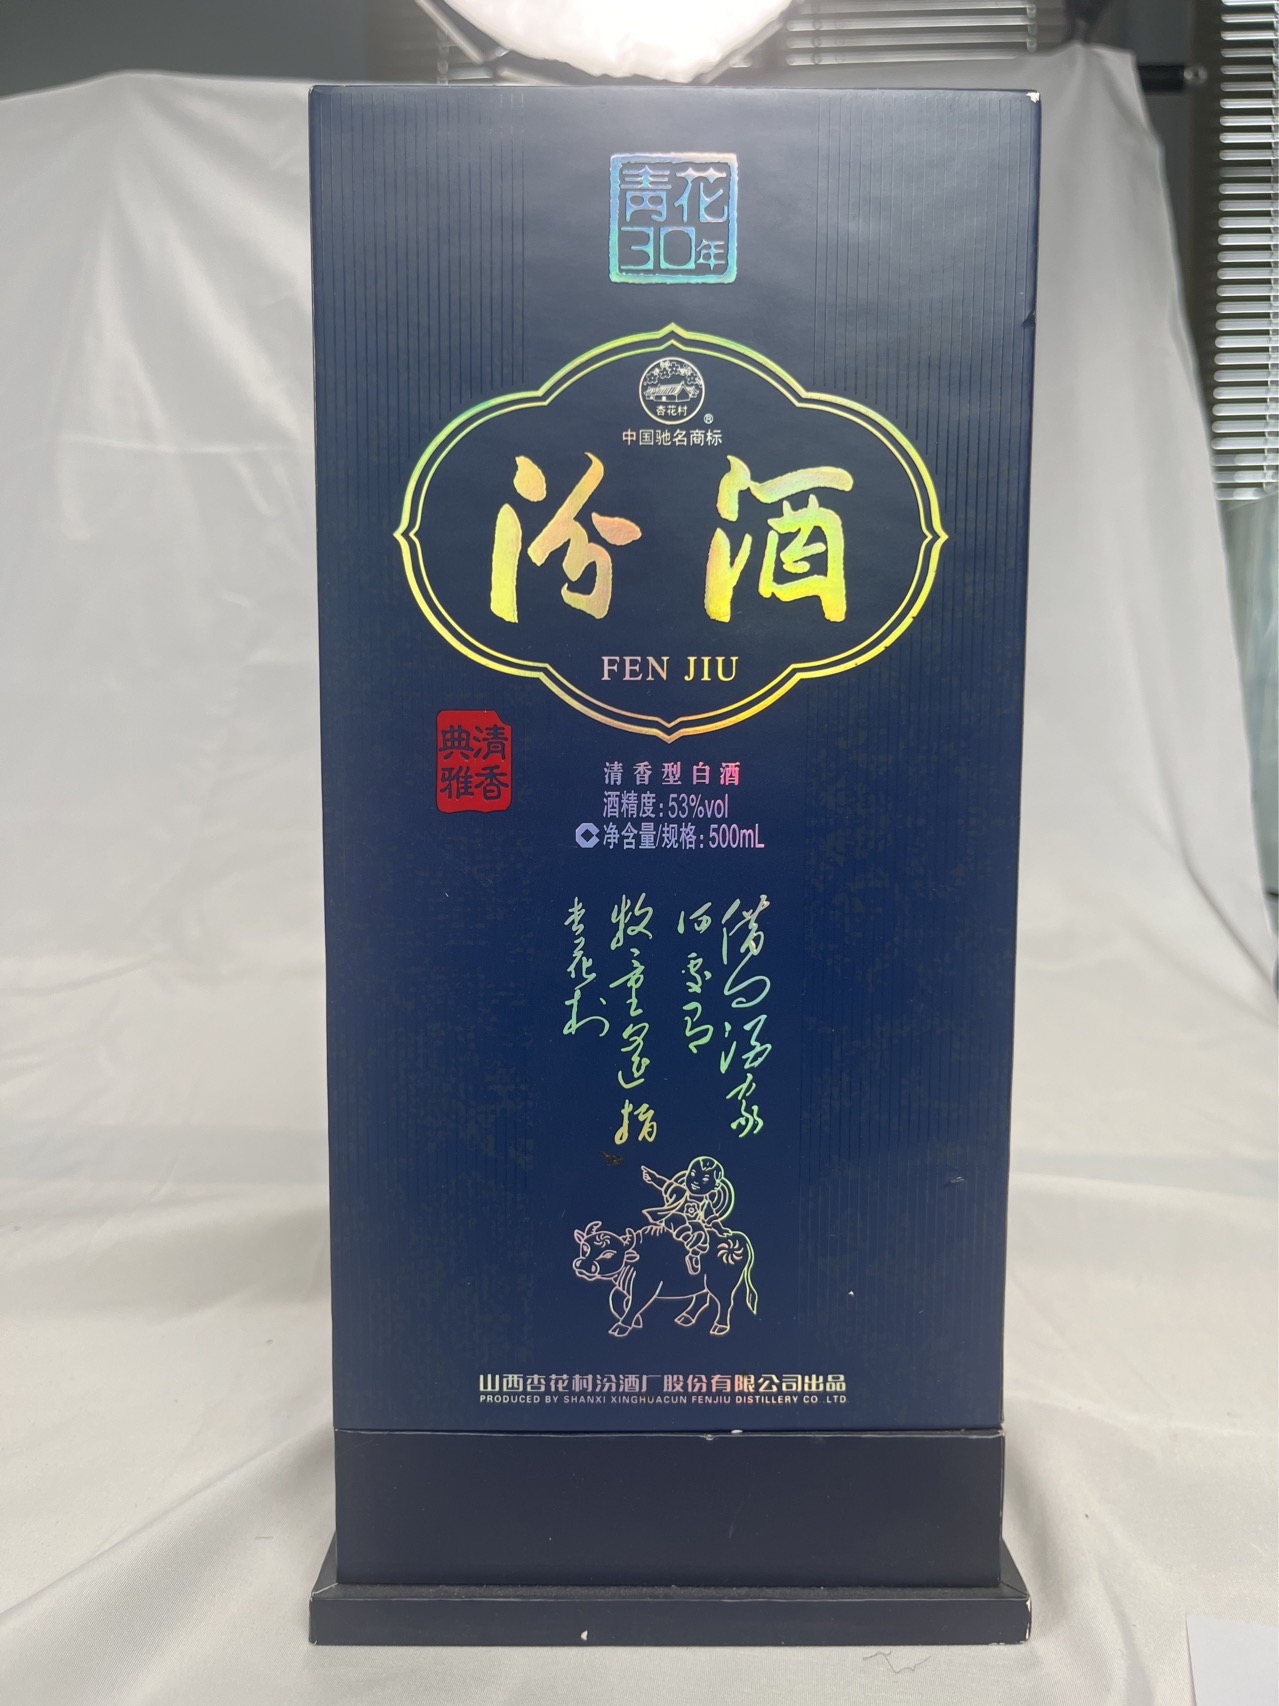 青花
30年
杏花村
®
中国驰名商标
汾酒
FEN JIU
清香
典雅
清香型白酒
酒精度:53%vol
净含量/规格:500mL
借问酒家
何处有
牧童遥指
杏花村
山西杏花村汾酒厂股份有限公司出品
PRODUCED BY SHANXI XINGHUACUN FENJIU DISTILLERY CO .LTD